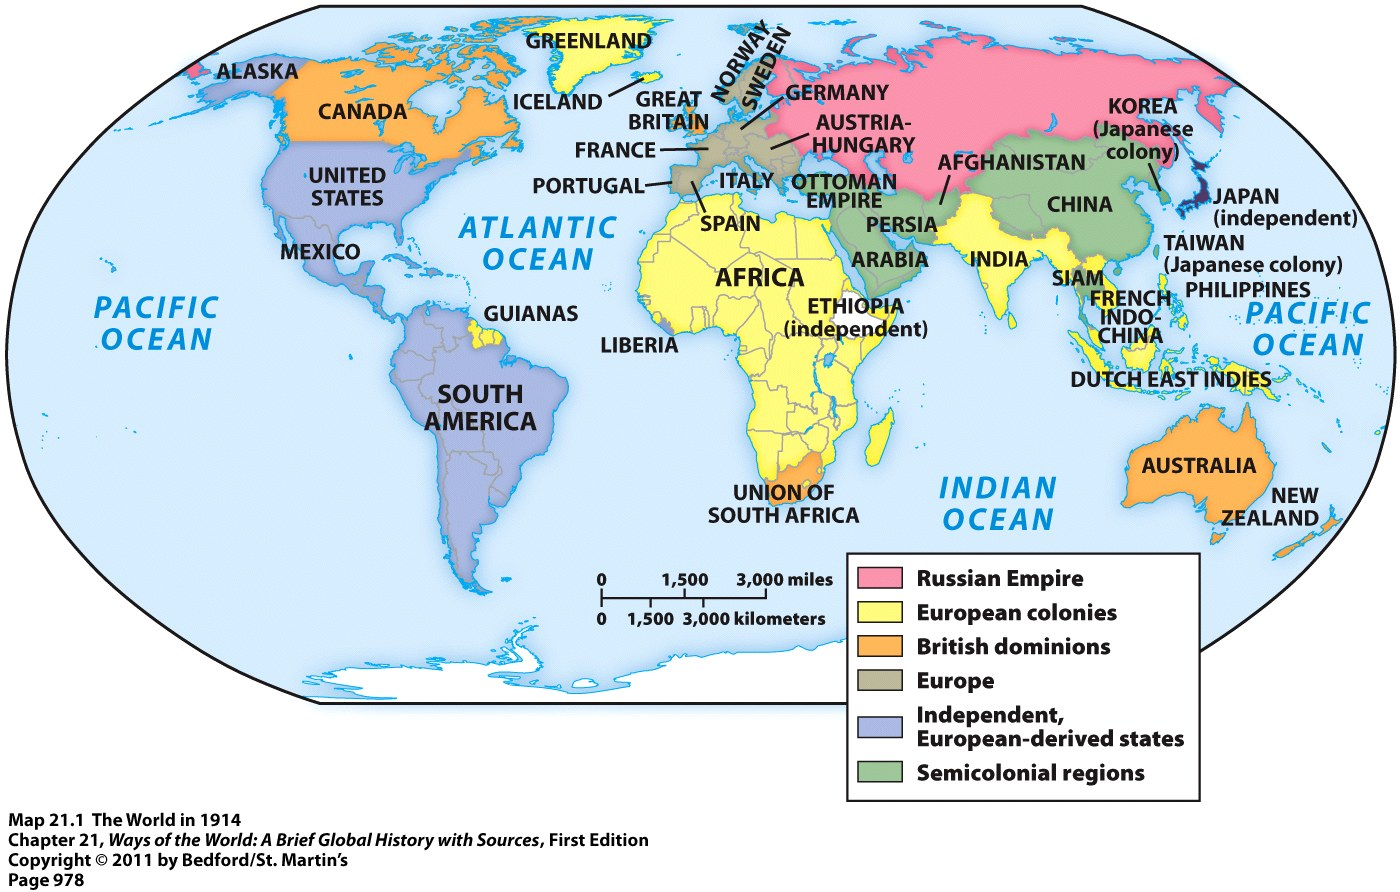 GREENLAND
ALASKA
CANADA
ICELAND
NORWAY
SWEDEN
GREAT
BRITAIN
GERMANY
AUSTRIA-
HUNGARY
KOREA
(Japanese
colony)
FRANCE
AFGHANISTAN
UNITED
STATES
PORTUGAL
ITALY
OTTOMAN
EMPIRE
CHINA
JAPAN
(independent)
ATLANTIC
OCEAN
SPAIN
PERSIA
MEXICO
AFRICA
ARABIA
INDIA
TAIWAN
(Japanese colony)
SIAM
PHILIPPINES
PACIFIC
OCEAN
GUIANAS
ETHIOPIA
(independent)
FRENCH
INDO-
CHINA
PACIFIC
OCEAN
LIBERIA
DUTCH EAST INDIES
SOUTH
AMERICA
AUSTRALIA
UNION OF
SOUTH AFRICA
INDIAN
OCEAN
NEW
ZEALAND
0 1,500 3,000 miles
0 1,500 3,000 kilometers
Russian Empire
European colonies
British dominions
Europe
Independent,
European-derived states
Semicolonial regions
Map 21.1 The World in 1914
Chapter 21, Ways of the World: A Brief Global History with Sources, First Edition
Copyright © 2011 by Bedford/St. Martin's
Page 978